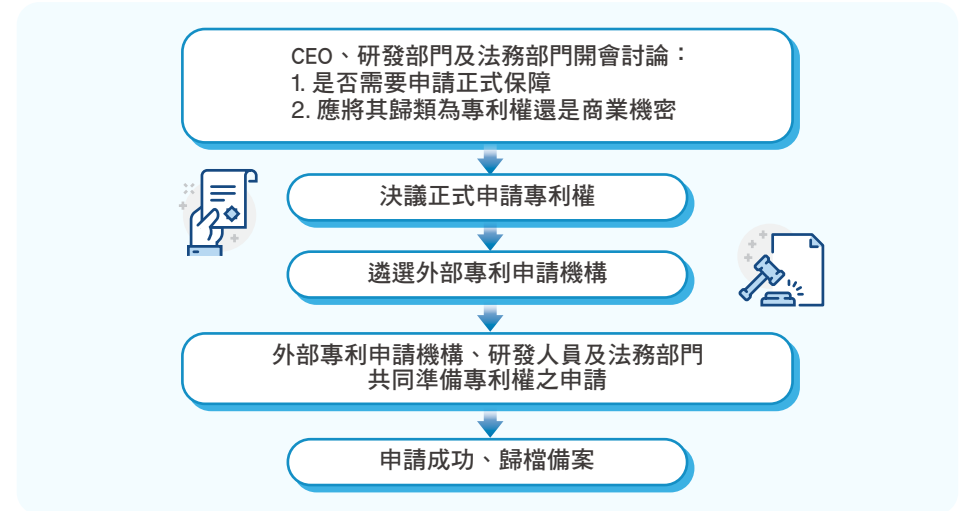 CEO、研發部門及法務部門開會討論：
1. 是否需要申請正式保障
2. 應將其歸類為專利權還是商業機密
決議正式申請專利權
遴選外部專利申請機構
外部專利申請機構、研發人員及法務部門
共同準備專利權之申請
申請成功、歸檔備案